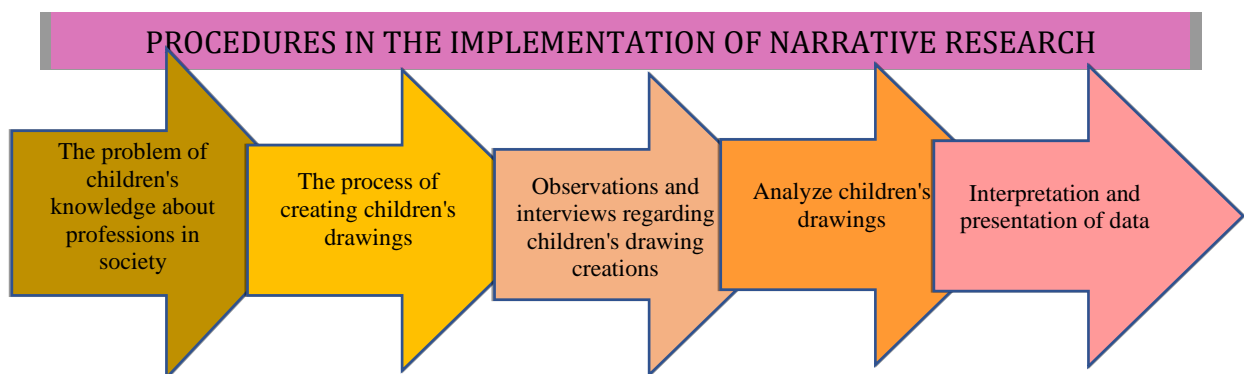 PROCEDURES IN THE IMPLEMENTATION OF NARRATIVE RESEARCH
The problem of
children's
knowledge about
professions in
society
The process of
creating children's
drawings
Observations and
interviews regarding
children's drawing
creations
Analyze children's
drawings
Interpretation and
presentation of data